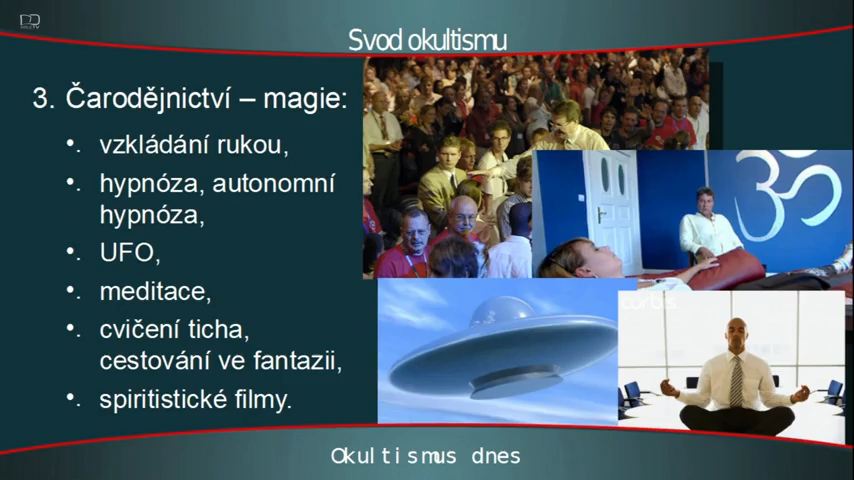 Svod okultismu
3. Čarodějnictví – magie:
•. vzkládání rukou,
•. hypnóza, autonomní
hypnóza,
•. UFO,
•. meditace,
•. cvičení ticha,
cestování ve fantazii,
•. spiritistické filmy.
corbis
Okultismus dnes